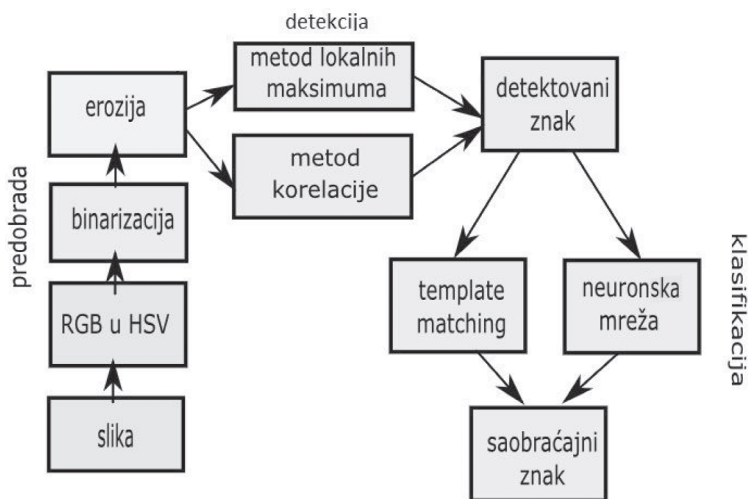 detekcija
metod lokalnih
maksimuma
erozija
detektovani
znak
metod
korelacije
predobrada
binarizacija
klasifikacija
template
matching
neuronska
mreža
RGB u HSV
slika
saobraćajni
znak